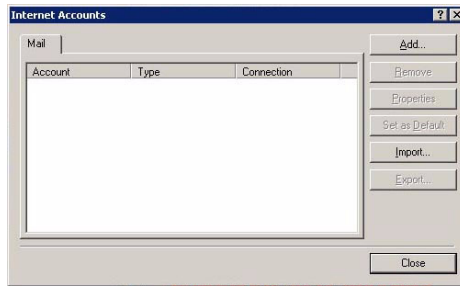 Internet Accounts
Mail
Account Type Connection
Add...
Remove
Properties
Set as Default
Import...
Export...
Close